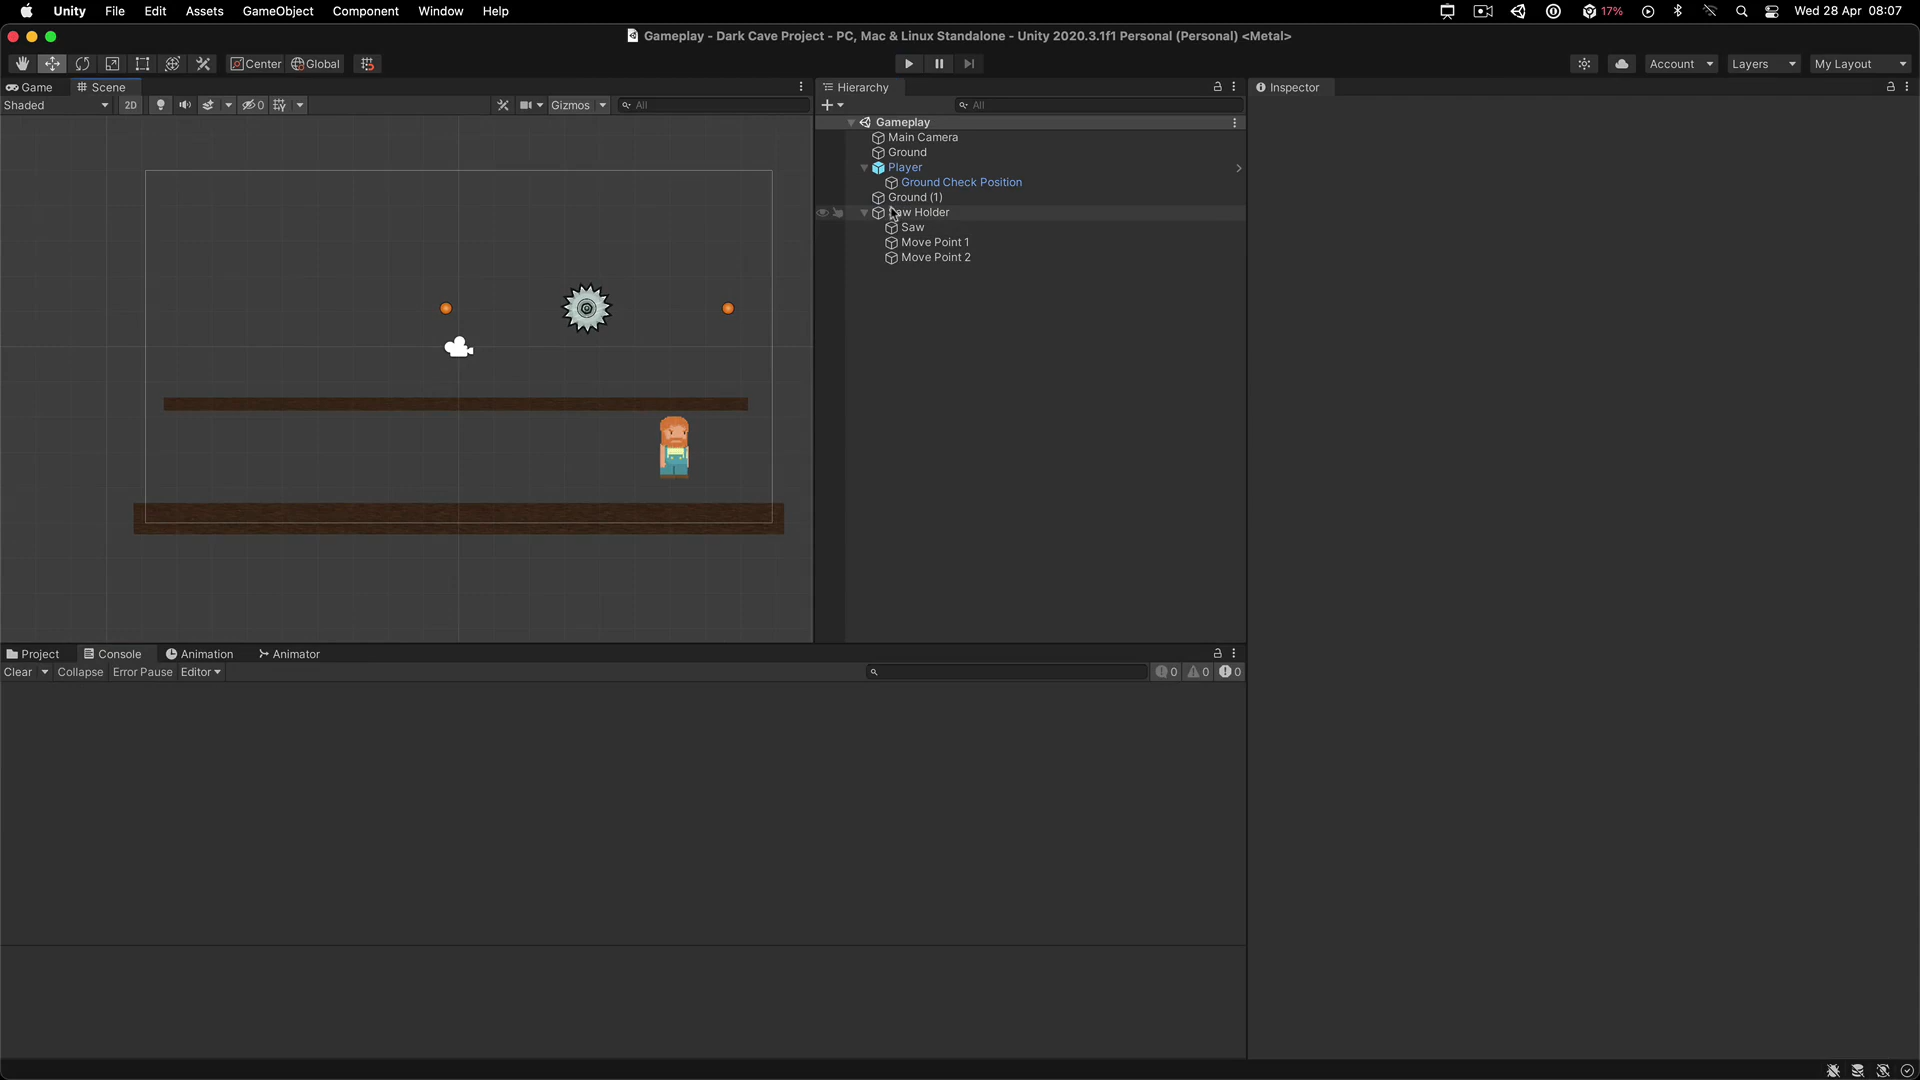 Unity File Edit Assets GameObject Component Window Help 17% Wed 28 Apr 08:07
Gameplay - Dark Cave Project - PC, Mac & Linux Standalone - Unity 2020.3.1f1 Personal (Personal) <Metal>
Center Global Account Layers My Layout
Game Scene Hierarchy Inspector
Shaded 2D 0 Gizmos All All
Gameplay
Main Camera
Ground
Player
Ground Check Position
Ground (1)
aw Holder
Saw
Move Point 1
Move Point 2
Project Console Animation Animator
Clear Collapse Error Pause Editor 0 0 0